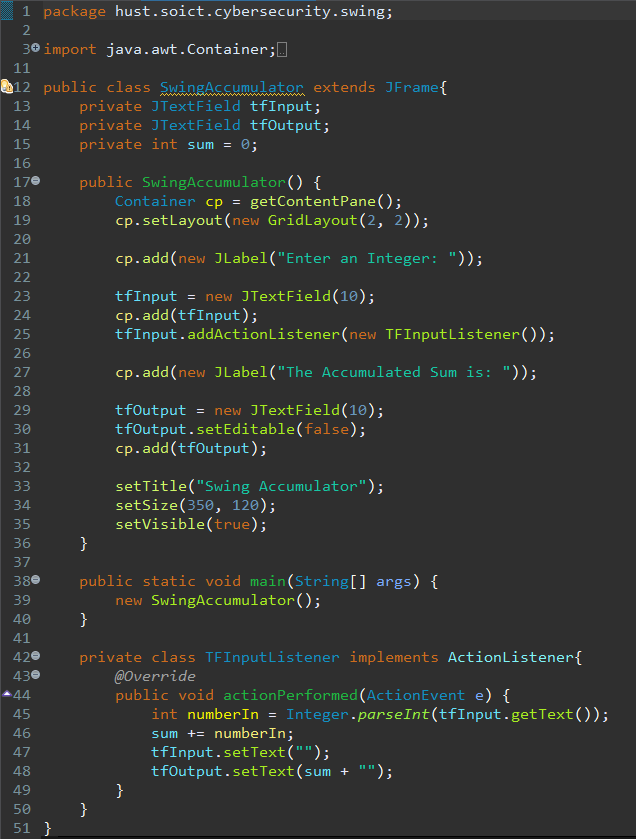 1 package hust.soict.cybersecurity.swing;
2
3 import java.awt.Container;
11
12 public class SwingAccumulator extends JFrame{
13     private JTextField tfInput;
14     private JTextField tfOutput;
15     private int sum = 0;
16
17     public SwingAccumulator() {
18         Container cp = getContentPane();
19         cp.setLayout(new GridLayout(2, 2));
20
21         cp.add(new JLabel("Enter an Integer: "));
22
23         tfInput = new JTextField(10);
24         cp.add(tfInput);
25         tfInput.addActionListener(new TFInputListener());
26
27         cp.add(new JLabel("The Accumulated Sum is: "));
28
29         tfOutput = new JTextField(10);
30         tfOutput.setEditable(false);
31         cp.add(tfOutput);
32
33         setTitle("Swing Accumulator");
34         setSize(350, 120);
35         setVisible(true);
36     }
37
38     public static void main(String[] args) {
39         new SwingAccumulator();
40     }
41
42     private class TFInputListener implements ActionListener{
43         @Override
44         public void actionPerformed(ActionEvent e) {
45             int numberIn = Integer.parseInt(tfInput.getText());
46             sum += numberIn;
47             tfInput.setText("");
48             tfOutput.setText(sum + "");
49         }
50     }
51 }